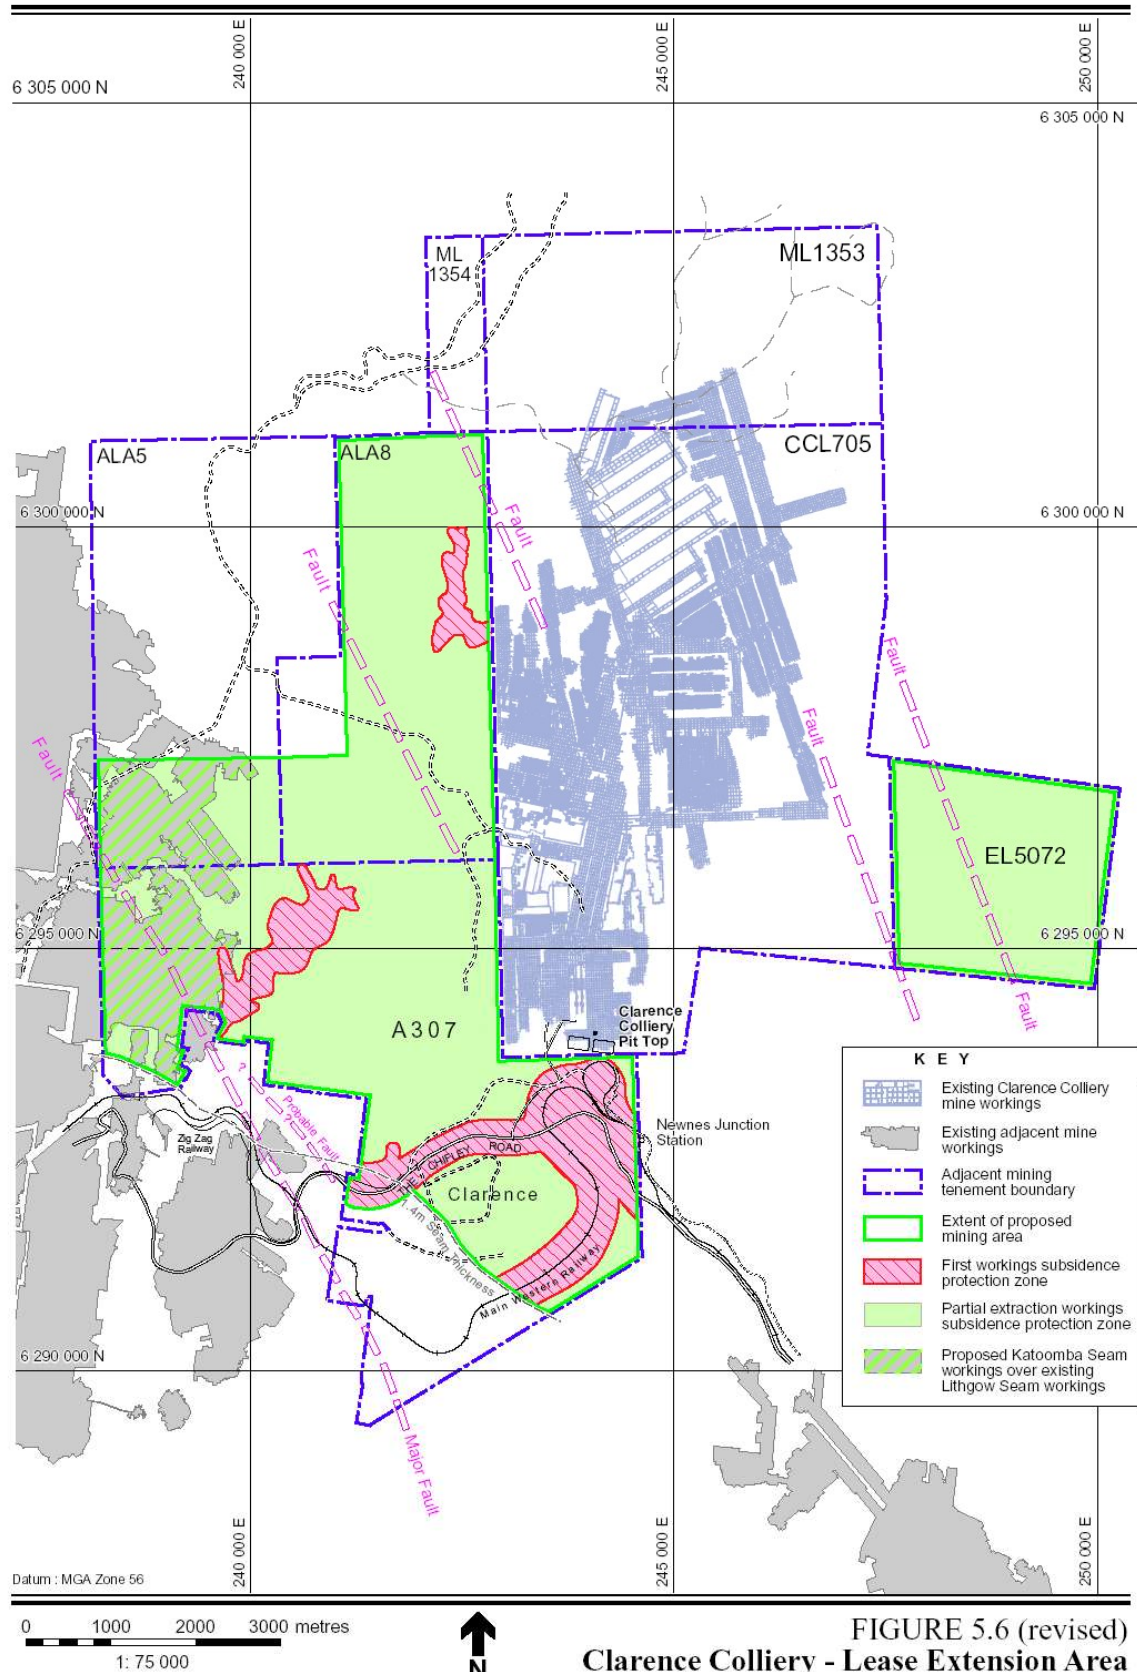 240 000 E
245 000 E
250 000 E
6 305 000 N
6 305 000 N
ML
1354
ML1353
ALA5
ALA8
CCL705
6 300 000 N
6 300 000 N
Fault
Fault
Fault
Fault
Fault
EL5072
6 295 000 N
6 295 000 N
A307
Clarence
Colliery
Pit Top
Fault
?
Probable Fault
Zig Zag
Railway
THE CHIFLEY ROAD
Newnes Junction
Station
Clarence
1.4m Seam Thickness
Main Western Railway
6 290 000 N
Major Fault
KEY
Existing Clarence Colliery
mine workings
Existing adjacent mine
workings
Adjacent mining
tenement boundary
Extent of proposed
mining area
First workings subsidence
protection zone
Partial extraction workings
subsidence protection zone
Proposed Katoomba Seam
workings over existing
Lithgow Seam workings
240 000 E
245 000 E
250 000 E
Datum : MGA Zone 56
0 1000 2000 3000 metres
1: 75 000
N
FIGURE 5.6 (revised)
Clarence Colliery - Lease Extension Area